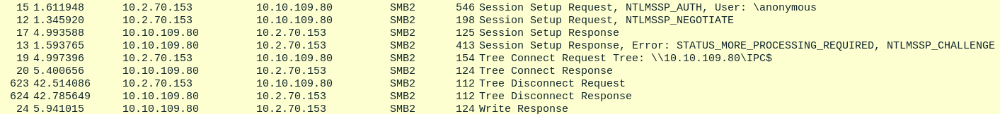 15 1.611948 10.2.70.153 10.10.109.80 SMB2 546 Session Setup Request, NTLMSSP_AUTH, User: \anonymous
12 1.345920 10.2.70.153 10.10.109.80 SMB2 198 Session Setup Request, NTLMSSP_NEGOTIATE
17 4.993588 10.10.109.80 10.2.70.153 SMB2 125 Session Setup Response
13 1.593765 10.10.109.80 10.2.70.153 SMB2 413 Session Setup Response, Error: STATUS_MORE_PROCESSING_REQUIRED, NTLMSSP_CHALLENGE
19 4.997396 10.2.70.153 10.10.109.80 SMB2 154 Tree Connect Request Tree: \\10.10.109.80\IPC$
20 5.400656 10.10.109.80 10.2.70.153 SMB2 124 Tree Connect Response
623 42.514086 10.2.70.153 10.10.109.80 SMB2 112 Tree Disconnect Request
624 42.785649 10.10.109.80 10.2.70.153 SMB2 112 Tree Disconnect Response
24 5.941015 10.10.109.80 10.2.70.153 SMB2 124 Write Response